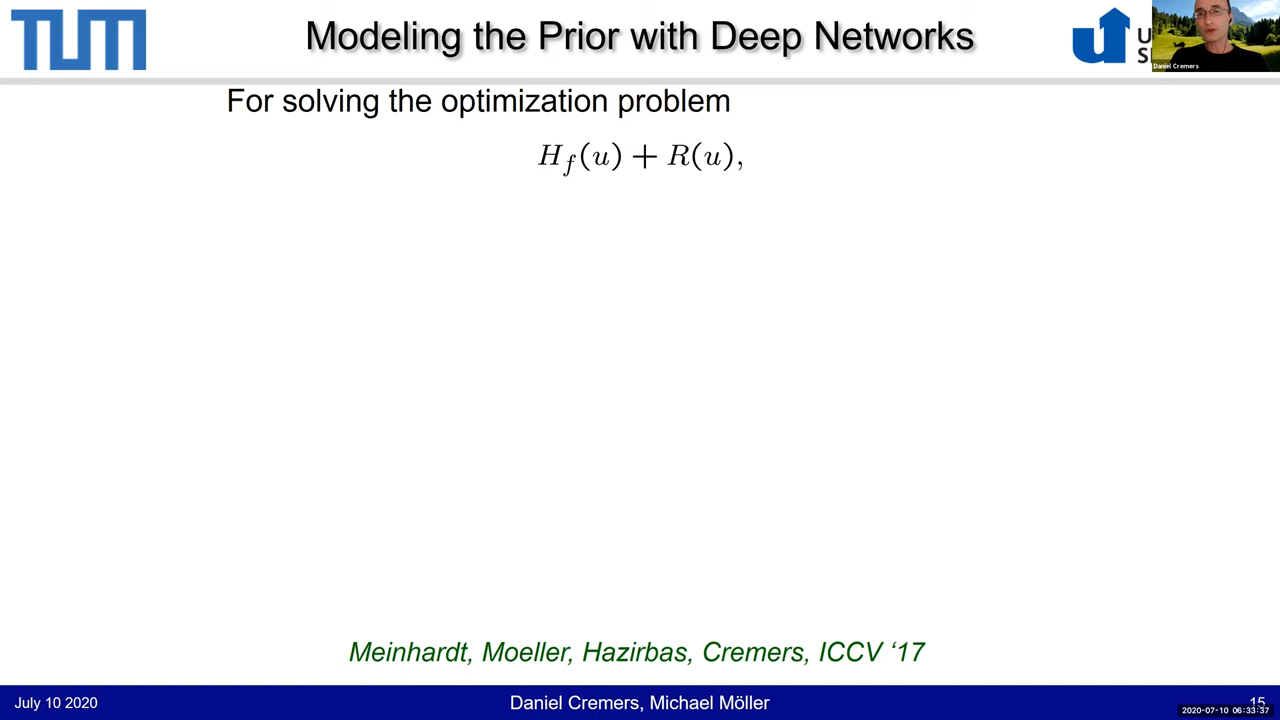 TUM
Modeling the Prior with Deep Networks
U
Daniel Cremers
For solving the optimization problem
H_f(u) + R(u),
Meinhardt, Moeller, Hazirbas, Cremers, ICCV ‘17
July 10 2020
Daniel Cremers, Michael Möller
15
2020-07-10 06:33:37